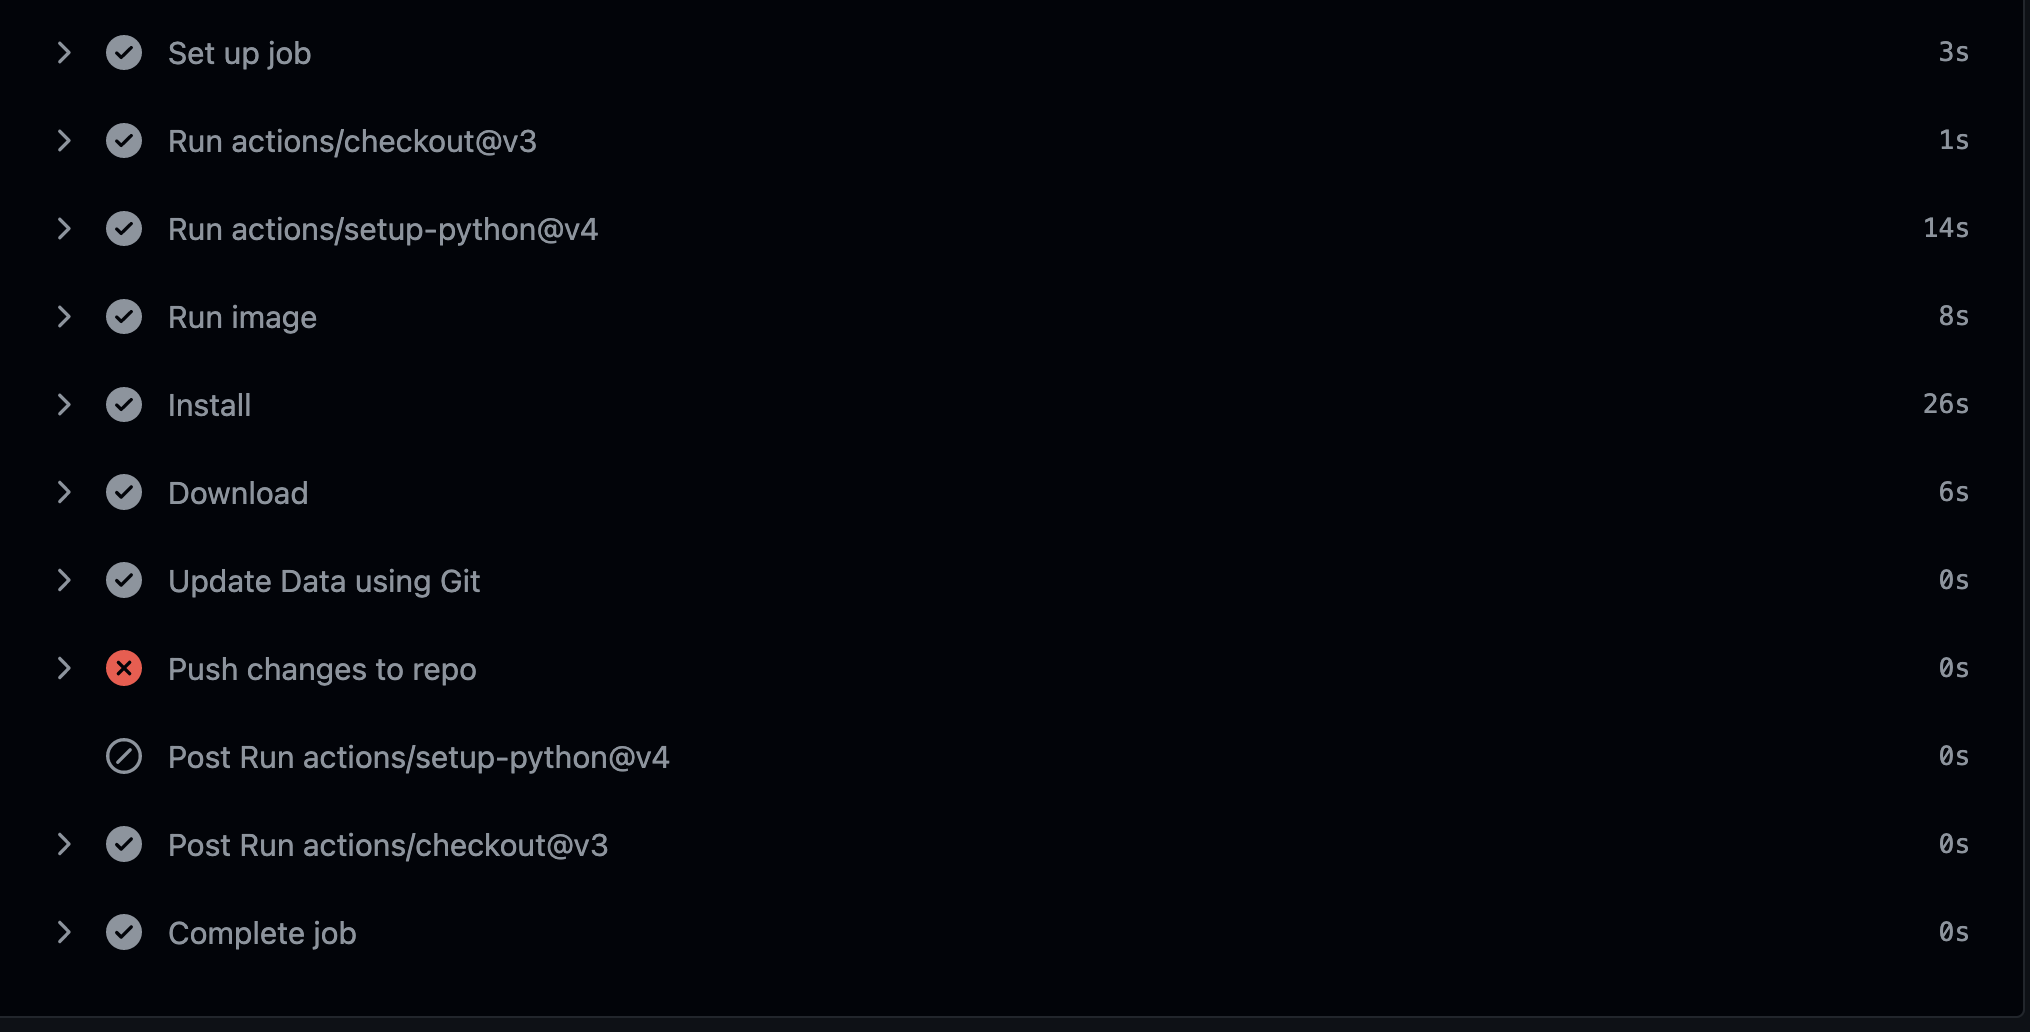 Set up job 3s
Run actions/checkout@v3 1s
Run actions/setup-python@v4 14s
Run image 8s
Install 26s
Download 6s
Update Data using Git 0s
Push changes to repo 0s
Post Run actions/setup-python@v4 0s
Post Run actions/checkout@v3 0s
Complete job 0s